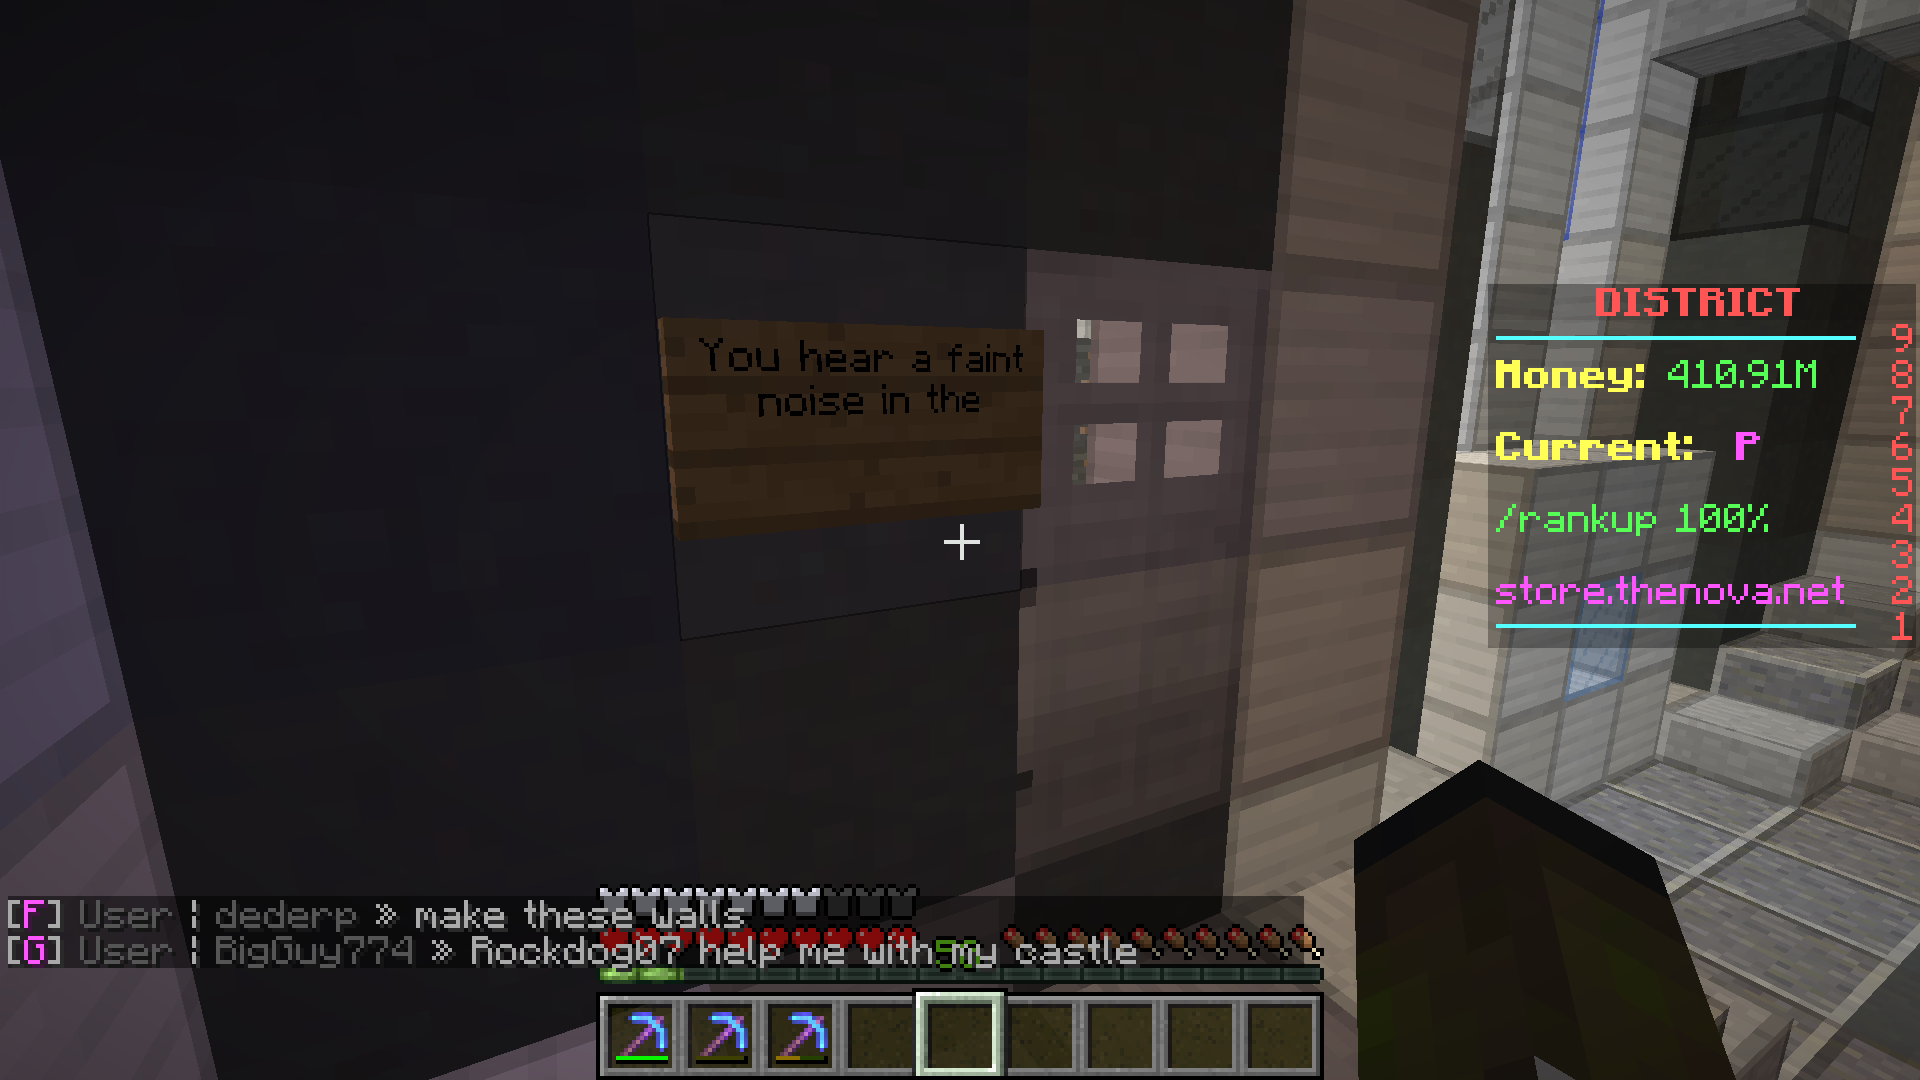 You hear a faint
noise in the
DISTRICT
9
Money: 410.91M
8
7
Current: P
6
5
/rankup 100%
4
3
store.thenova.net
2
1
[F] User ¦ dederp » make these walls
[G] User ¦ BigGuy774 » Rockdog07 help me with my castle